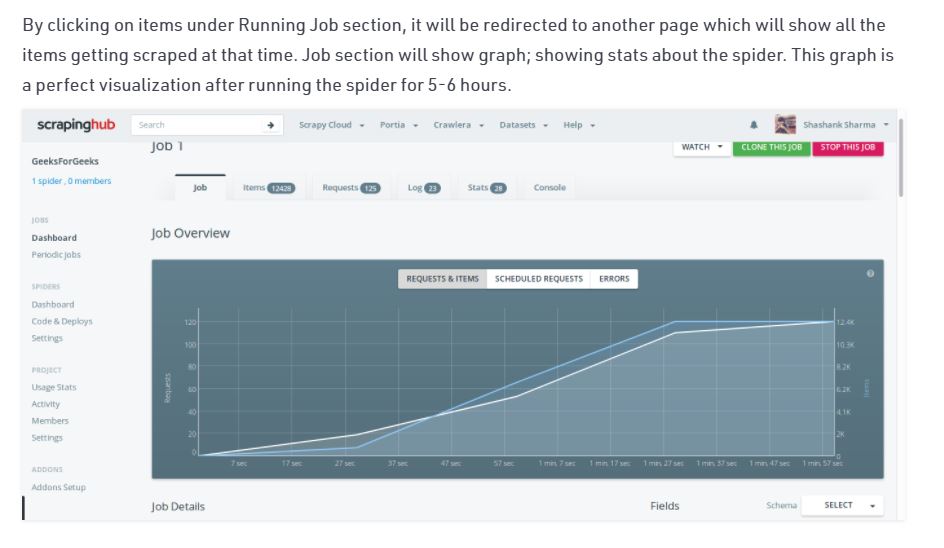 By clicking on items under Running Job section, it will be redirected to another page which will show all the
items getting scraped at that time. Job section will show graph; showing stats about the spider. This graph is
a perfect visualization after running the spider for 5-6 hours.
scrapinghub
Search
Scrapy Cloud
Portia
Crawlera
Datasets
Help
Shashank Sharma
GeeksForGeeks
1 spider , 0 members
JOBS
Dashboard
Periodic Jobs
SPIDERS
Dashboard
Code & Deploys
Settings
PROJECT
Usage Stats
Activity
Members
Settings
ADDONS
Addons Setup
Job 1
WATCH
CLONE THIS JOB
STOP THIS JOB
Job
Items 12428
Requests 125
Log 23
Stats 28
Console
Job Overview
REQUESTS & ITEMS
SCHEDULED REQUESTS
ERRORS
Requests
120
100
80
60
40
20
0
12.4K
10.3K
8.2K
6.2K
4.1K
2K
0
Items
7 sec
17 sec
27 sec
37 sec
47 sec
57 sec
1 min, 7 sec
1 min, 17 sec
1 min, 27 sec
1 min, 37 sec
1 min, 47 sec
1 min, 57 sec
Job Details
Fields
Schema
SELECT